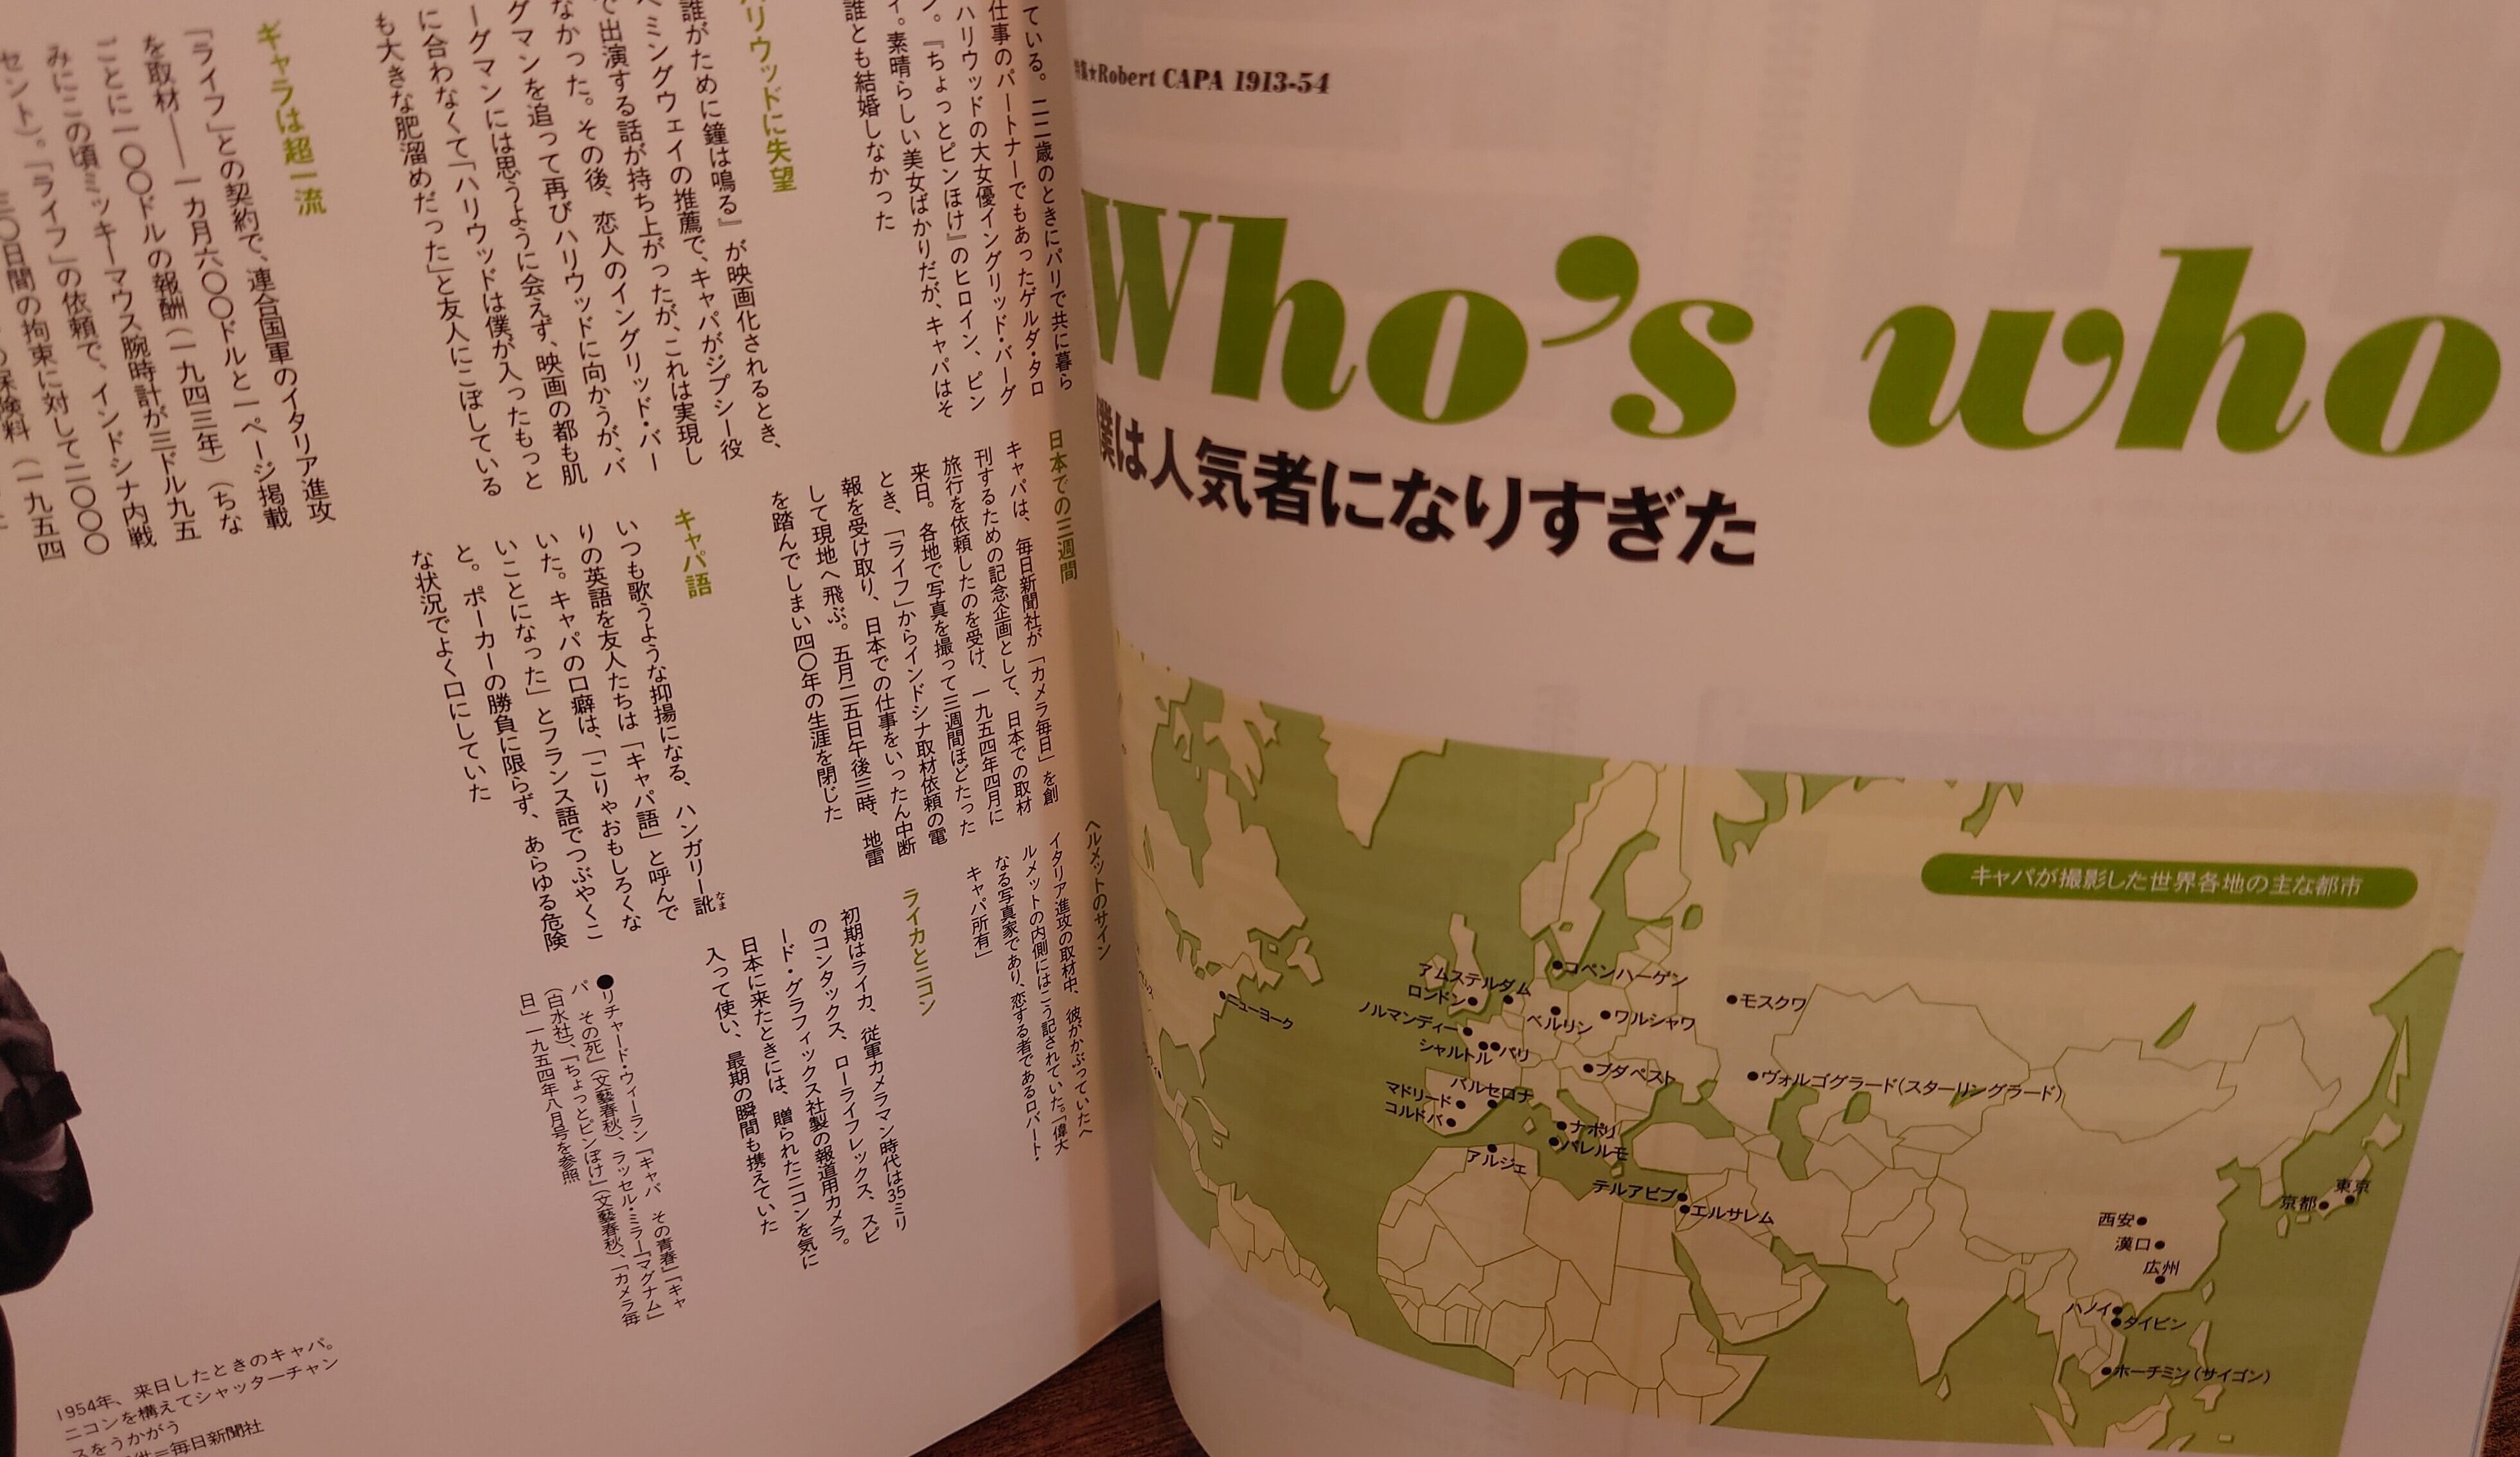 Robert CAPA 1913-54
Who's who
僕は人気者になりすぎた
キャパが撮影した世界各地の主な都市
コペンハーゲン
アムステルダム
ロンドン
モスクワ
ニューヨーク
ノルマンディー
ベルリン
ワルシャワ
シャルトル
パリ
ブダペスト
ヴォルゴグラード(スターリングラード)
バルセロナ
マドリード
コルドバ
ナポリ
パレルモ
アルジェ
テルアビブ
エルサレム
東京
京都
西安
漢口
広州
ハノイ
タイビン
ホーチミン(サイゴン)
ている。二二歳のときにパリで共に暮ら
仕事のパートナーでもあったゲルダ・タロ
ハリウッドの大女優イングリッド・バーグ
ン。『ちょっとピンぼけ』のヒロイン、ピン
。素晴らしい美女ばかりだが、キャパはそ
誰とも結婚しなかった
リウッドに失望
誰がために鐘は鳴る』が映画化されるとき、
ヘミングウェイの推薦で、キャパがジプシー役
で出演する話が持ち上がったが、これは実現し
なかった。その後、恋人のイングリッド・バー
グマンを追って再びハリウッドに向かうが、バ
ーグマンには思うように会えず、映画の都も肌
に合わなくて「ハリウッドは僕が入ったもっと
も大きな肥溜めだった」と友人にこぼしている
ギャラは超一流
「ライフ」との契約で、連合国軍のイタリア進攻
を取材――一カ月六〇〇ドルと一ページ掲載
ごとに一〇〇ドルの報酬(一九四三年)(ちな
みにこの頃ミッキーマウス腕時計が三ドル九五
セント)。「ライフ」の依頼で、インドシナ内戦
三〇日間の拘束に対して二〇〇〇
保険料(一九五四
日本での三週間
キャパは、毎日新聞社が「カメラ毎日」を創
刊するための記念企画として、日本での取材
旅行を依頼したのを受け、一九五四年四月に
来日。各地で写真を撮って三週間ほどたった
とき、「ライフ」からインドシナ取材依頼の電
報を受け取り、日本での仕事をいったん中断
して現地へ飛ぶ。五月二五日午後三時、地雷
を踏んでしまい四〇年の生涯を閉じた
キャパ語
いつも歌うような抑揚になる、ハンガリー訛なま
りの英語を友人たちは「キャパ語」と呼んで
いた。キャパの口癖は、「こりゃおもしろくな
いことになった」とフランス語でつぶやくこ
と。ポーカーの勝負に限らず、あらゆる危険
な状況でよく口にしていた
ヘルメットのサイン
イタリア進攻の取材中、彼がかぶっていたヘ
ルメットの内側にはこう記されていた。「偉大
なる写真家であり、恋する者であるロバート・
キャパ所有」
ライカとニコン
初期はライカ、従軍カメラマン時代は35ミリ
のコンタックス、ローライフレックス、スピ
ード・グラフィックス社製の報道用カメラ。
日本に来たときには、贈られたニコンを気に
入って使い、最期の瞬間も携えていた
●リチャード・ウィーラン『キャパ その青春』『キャ
パ その死』(文藝春秋)、ラッセル・ミラー『マグナム』
(白水社)、『ちょっとピンぼけ』(文藝春秋)、「カメラ毎
日」一九五四年八月号を参照
1954年、来日したときのキャパ。
ニコンを構えてシャッターチャン
スをうかがう
=毎日新聞社